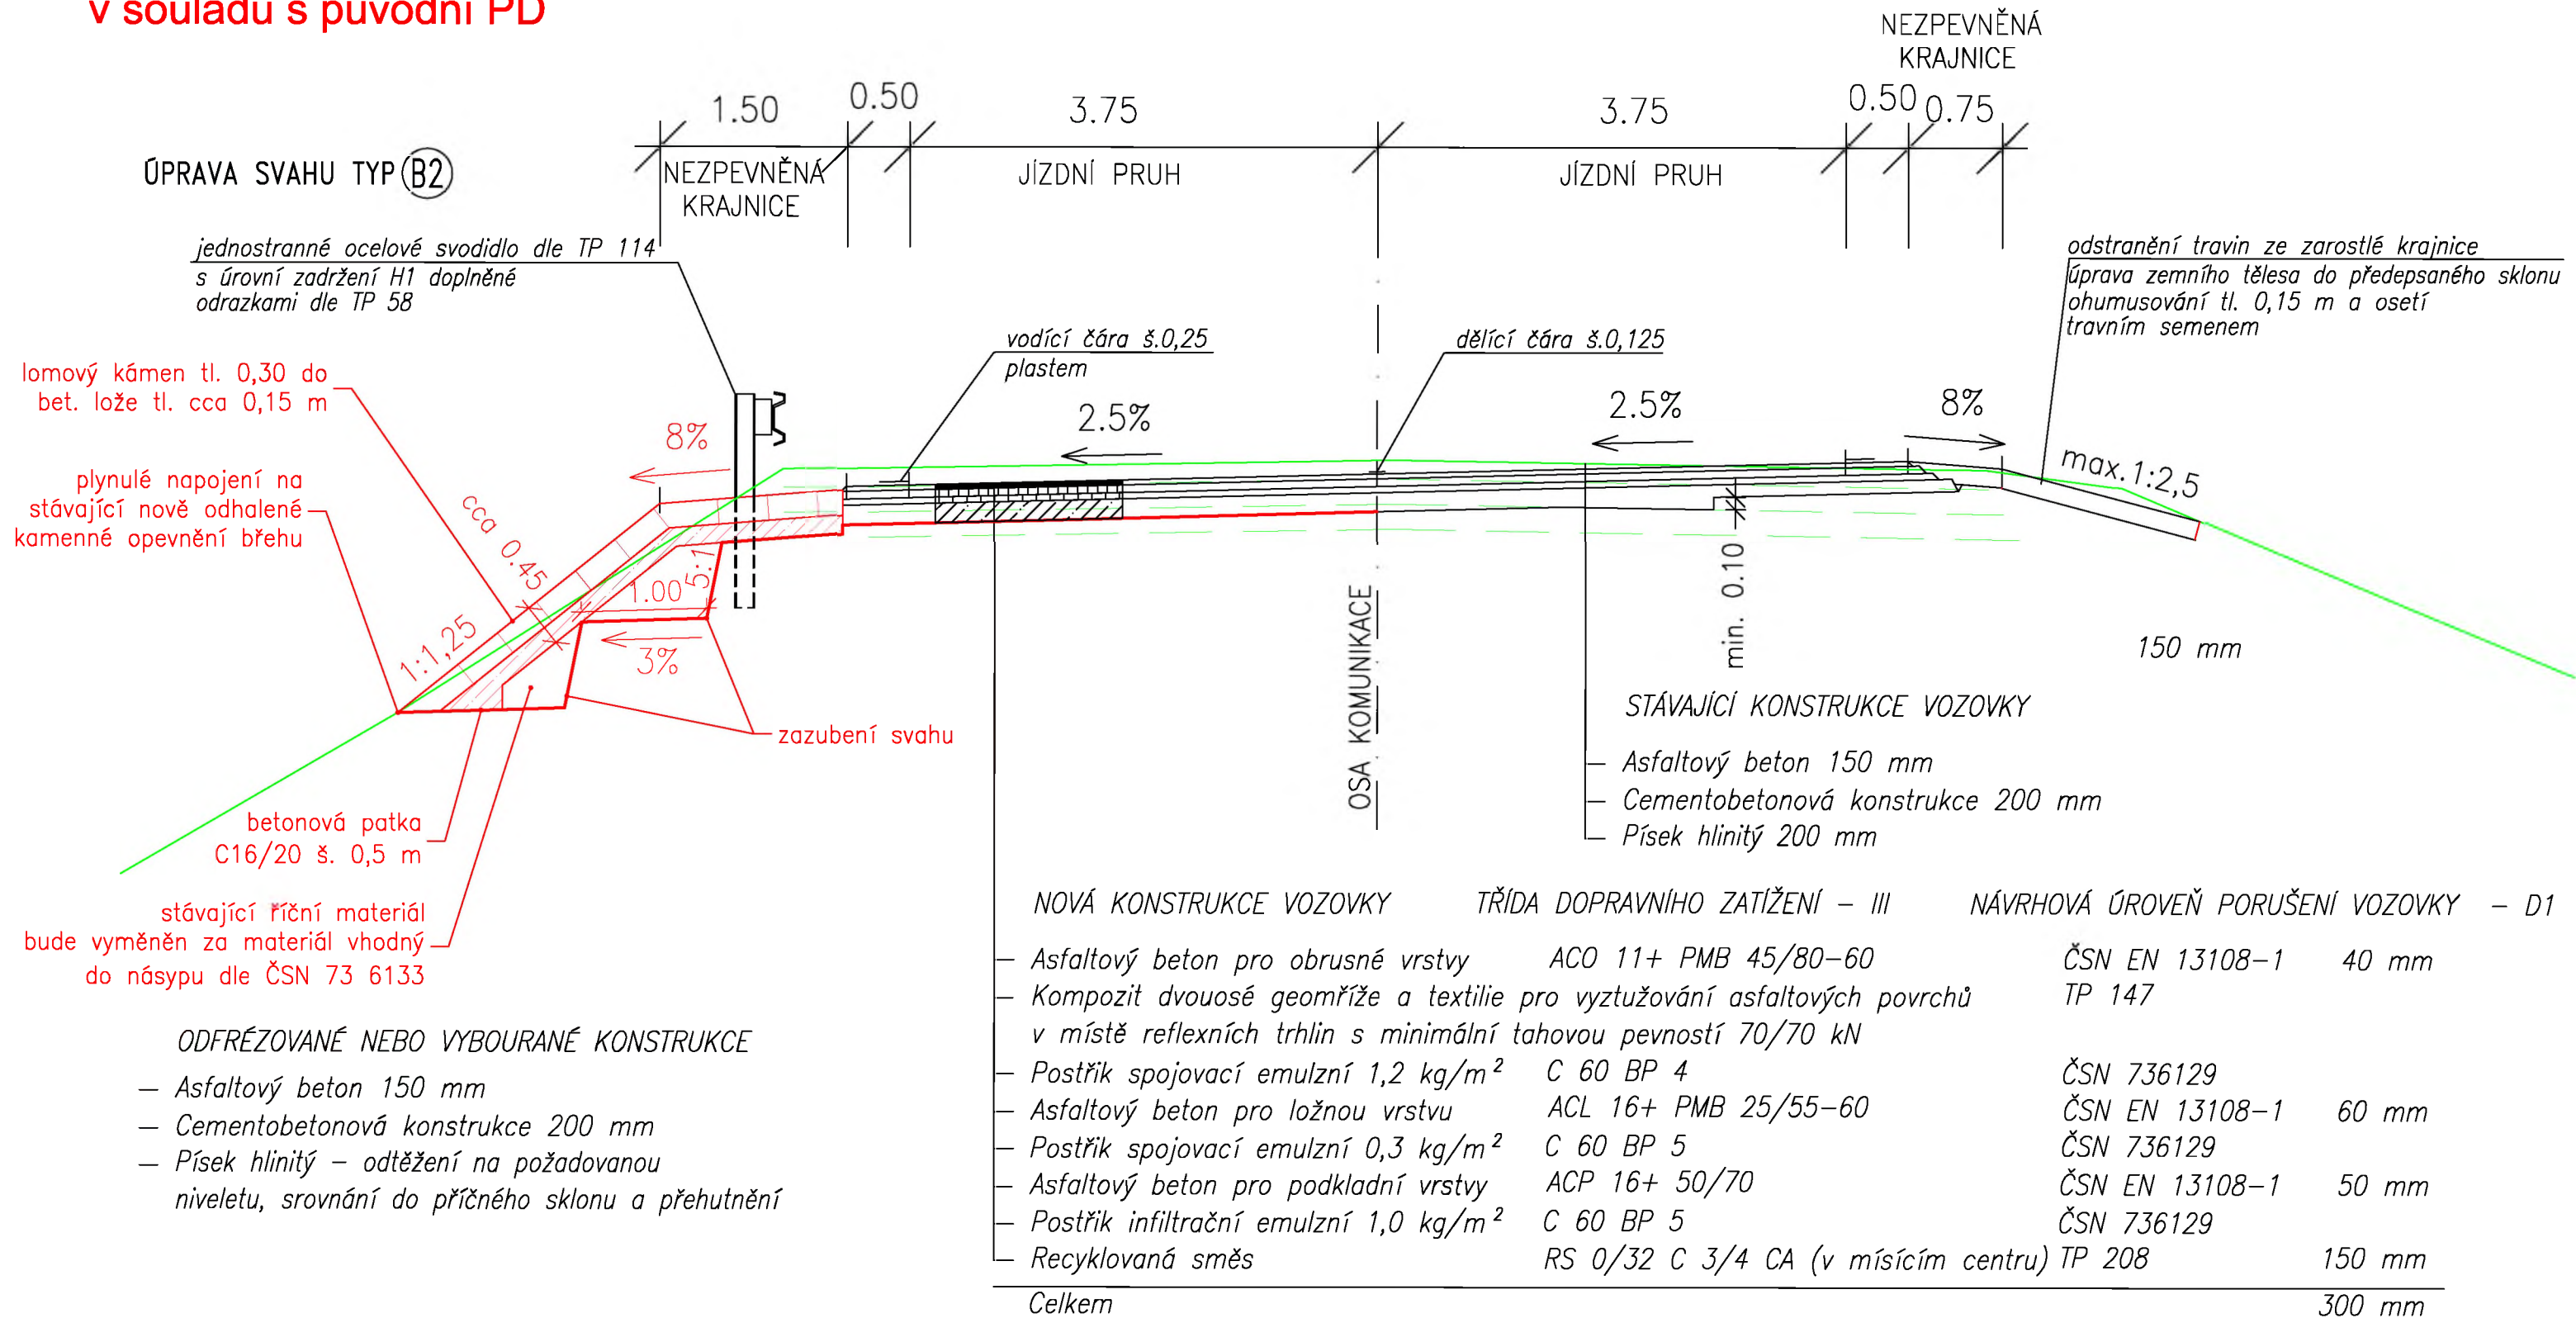 v souladu s původní PD
NEZPEVNĚNÁ
KRAJNICE
1.50 0.50 3.75 3.75 0.50 0.75
ÚPRAVA SVAHU TYP B2
NEZPEVNĚNÁ
KRAJNICE
JÍZDNÍ PRUH
JÍZDNÍ PRUH
jednostranné ocelové svodidlo dle TP 114
s úrovní zadržení H1 doplněné
odrazkami dle TP 58
odstranění travin ze zarostlé krajnice
úprava zemního tělesa do předepsaného sklonu
ohumusování tl. 0,15 m a osetí
travním semenem
vodící čára š.0,25
plastem
dělící čára š.0,125
lomový kámen tl. 0,30 do
bet. lože tl. cca 0,15 m
8%
2.5%
2.5%
8%
max.1:2,5
plynulé napojení na
stávající nově odhalené
kamenné opevnění břehu
cca 0.45
1.00
5:1
1:1,25
3%
min. 0.10
OSA KOMUNIKACE
150 mm
zazubení svahu
STÁVAJÍCÍ KONSTRUKCE VOZOVKY
— Asfaltový beton 150 mm
— Cementobetonová konstrukce 200 mm
— Písek hlinitý 200 mm
betonová patka
C16/20 š. 0,5 m
stávající říční materiál
bude vyměněn za materiál vhodný
do násypu dle ČSN 73 6133
ODFRÉZOVANÉ NEBO VYBOURANÉ KONSTRUKCE
— Asfaltový beton 150 mm
— Cementobetonová konstrukce 200 mm
— Písek hlinitý – odtěžení na požadovanou
niveletu, srovnání do příčného sklonu a přehutnění
NOVÁ KONSTRUKCE VOZOVKY TŘÍDA DOPRAVNÍHO ZATÍŽENÍ – III NÁVRHOVÁ ÚROVEŇ PORUŠENÍ VOZOVKY – D1
— Asfaltový beton pro obrusné vrstvy ACO 11+ PMB 45/80–60 ČSN EN 13108–1 40 mm
— Kompozit dvouosé geomříže a textilie pro vyztužování asfaltových povrchů TP 147
v místě reflexních trhlin s minimální tahovou pevností 70/70 kN
— Postřik spojovací emulzní 1,2 kg/m² C 60 BP 4 ČSN 736129
— Asfaltový beton pro ložnou vrstvu ACL 16+ PMB 25/55–60 ČSN EN 13108–1 60 mm
— Postřik spojovací emulzní 0,3 kg/m² C 60 BP 5 ČSN 736129
— Asfaltový beton pro podkladní vrstvy ACP 16+ 50/70 ČSN EN 13108–1 50 mm
— Postřik infiltrační emulzní 1,0 kg/m² C 60 BP 5 ČSN 736129
— Recyklovaná směs RS 0/32 C 3/4 CA (v mísícím centru) TP 208 150 mm
Celkem 300 mm